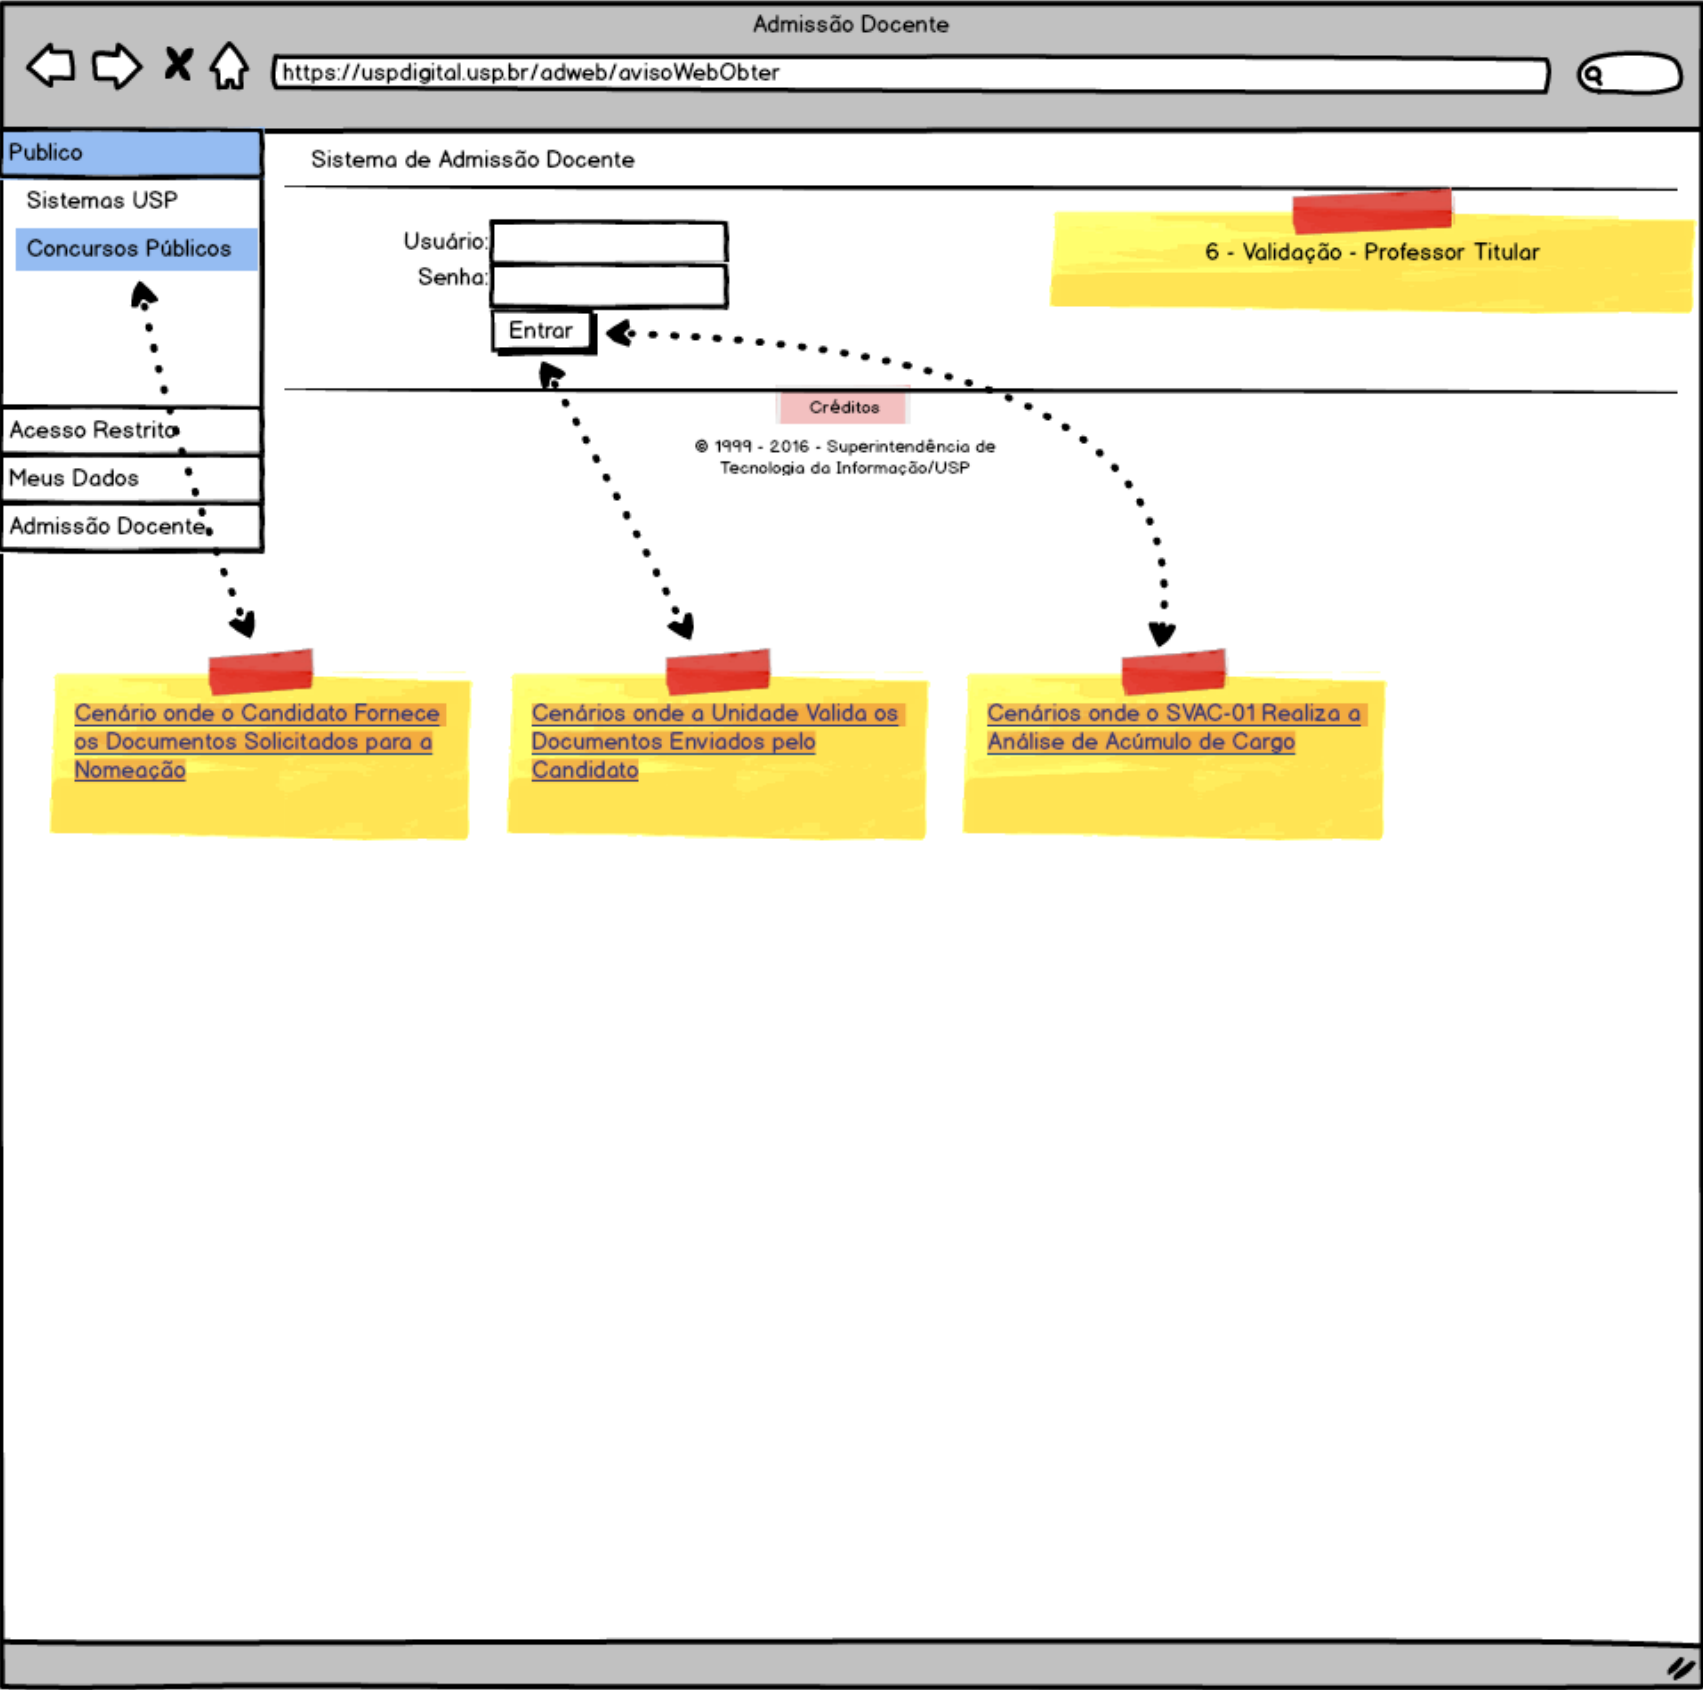 Admissão Docente
https://uspdigital.usp.br/adweb/avisoWebObter
Publico
Sistemas USP
Concursos Públicos
Acesso Restrito
Meus Dados
Admissão Docente
Sistema de Admissão Docente
Usuário:
Senha:
Entrar
6 - Validação - Professor Titular
Créditos
© 1999 - 2016 - Superintendência de
Tecnologia da Informação/USP
Cenário onde o Candidato Fornece
os Documentos Solicitados para a
Nomeação
Cenários onde a Unidade Valida os
Documentos Enviados pelo
Candidato
Cenários onde o SVAC-01 Realiza a
Análise de Acúmulo de Cargo